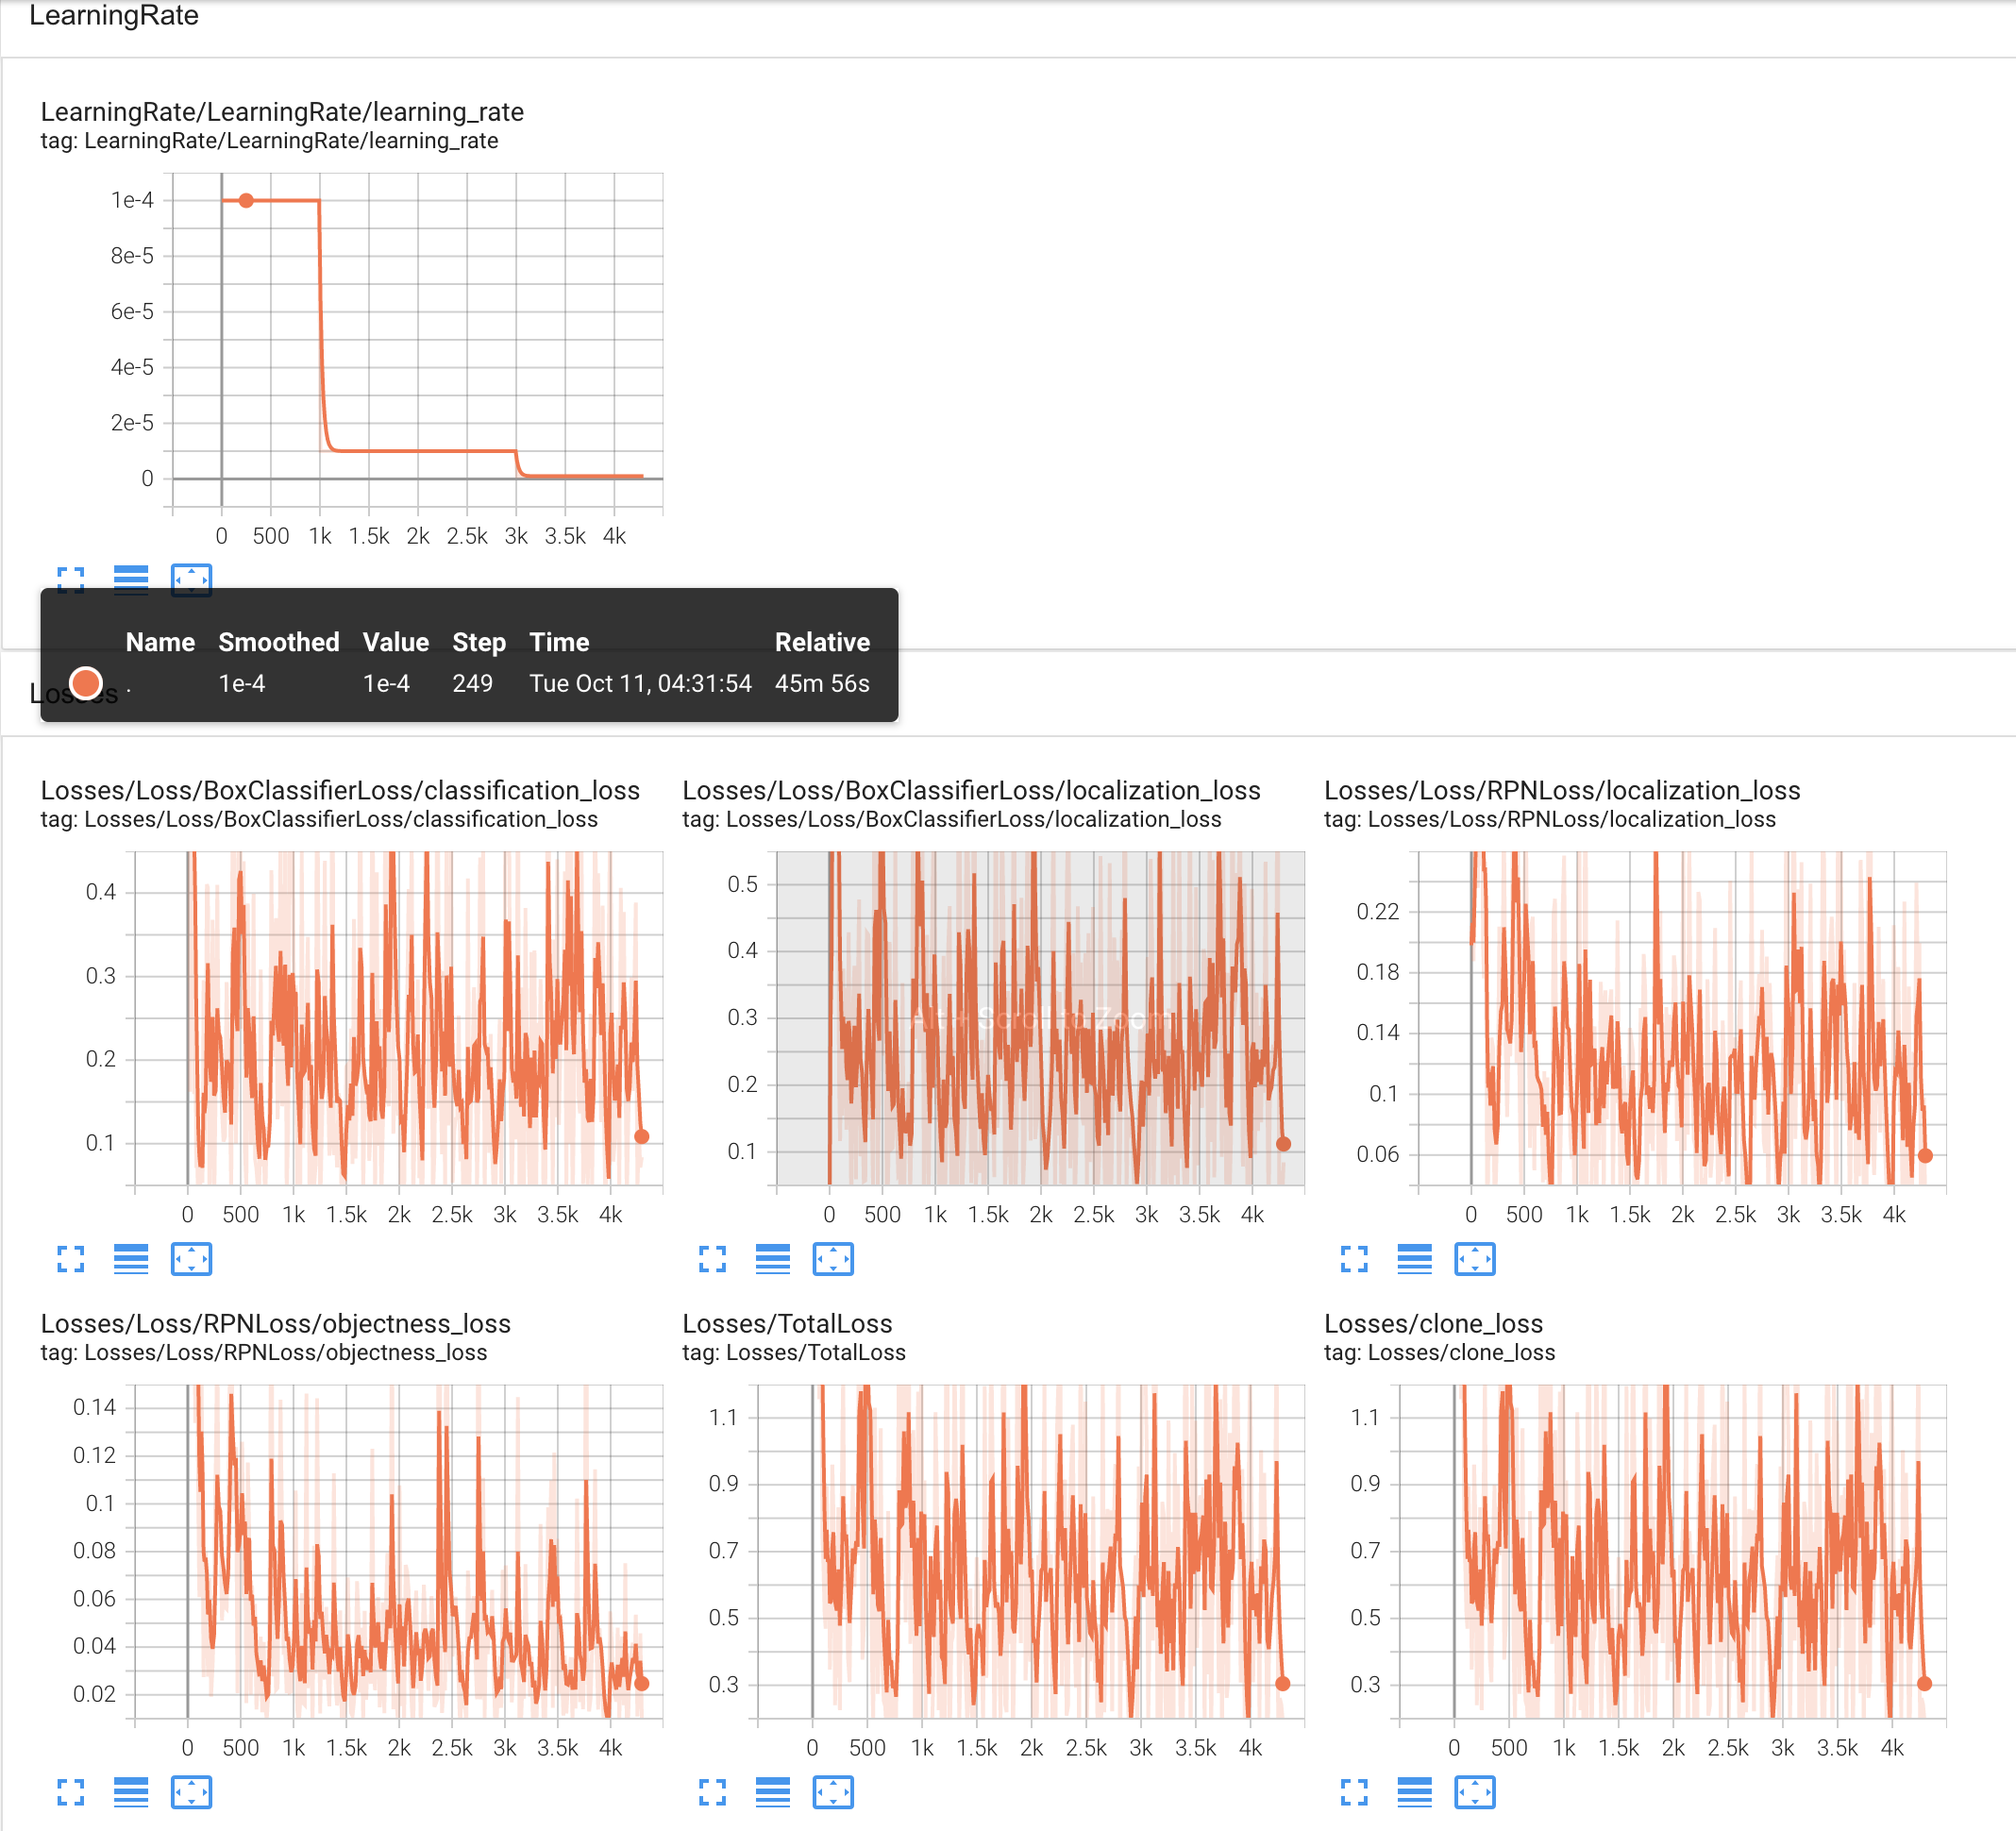 LearningRate
LearningRate/LearningRate/learning_rate
tag: LearningRate/LearningRate/learning_rate
1e-4
8e-5
6e-5
4e-5
2e-5
0
0 500 1k 1.5k 2k 2.5k 3k 3.5k 4k
Name Smoothed Value Step Time Relative
. 1e-4 1e-4 249 Tue Oct 11, 04:31:54 45m 56s
Losses
Losses/Loss/BoxClassifierLoss/classification_loss
tag: Losses/Loss/BoxClassifierLoss/classification_loss
0.4
0.3
0.2
0.1
0 500 1k 1.5k 2k 2.5k 3k 3.5k 4k
Losses/Loss/BoxClassifierLoss/localization_loss
tag: Losses/Loss/BoxClassifierLoss/localization_loss
0.5
0.4
0.3
0.2
0.1
Alt + Scroll to Zoom
0 500 1k 1.5k 2k 2.5k 3k 3.5k 4k
Losses/Loss/RPNLoss/localization_loss
tag: Losses/Loss/RPNLoss/localization_loss
0.22
0.18
0.14
0.1
0.06
0 500 1k 1.5k 2k 2.5k 3k 3.5k 4k
Losses/Loss/RPNLoss/objectness_loss
tag: Losses/Loss/RPNLoss/objectness_loss
0.14
0.12
0.1
0.08
0.06
0.04
0.02
0 500 1k 1.5k 2k 2.5k 3k 3.5k 4k
Losses/TotalLoss
tag: Losses/TotalLoss
1.1
0.9
0.7
0.5
0.3
0 500 1k 1.5k 2k 2.5k 3k 3.5k 4k
Losses/clone_loss
tag: Losses/clone_loss
1.1
0.9
0.7
0.5
0.3
0 500 1k 1.5k 2k 2.5k 3k 3.5k 4k